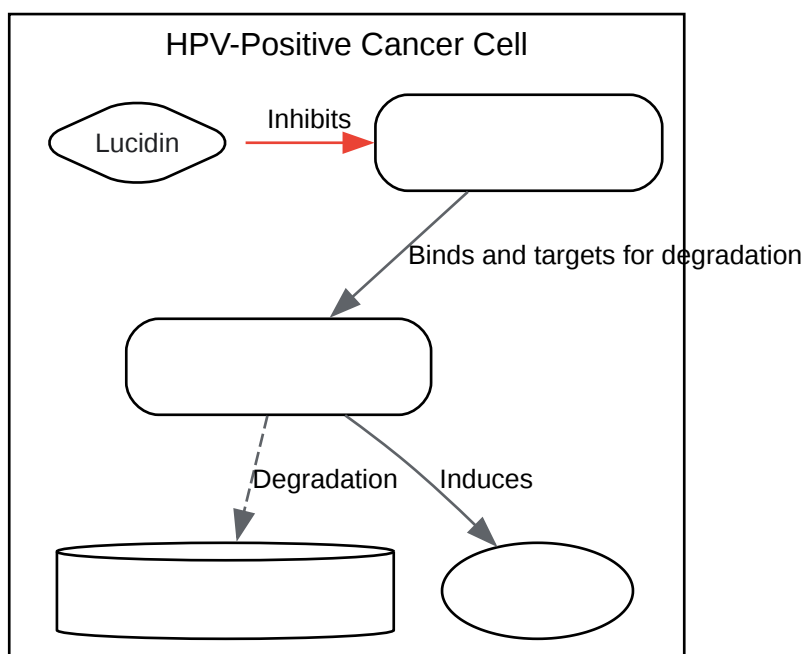 HPV-Positive Cancer Cell
Lucidin
Inhibits
Binds and targets for degradation
Degradation
Induces